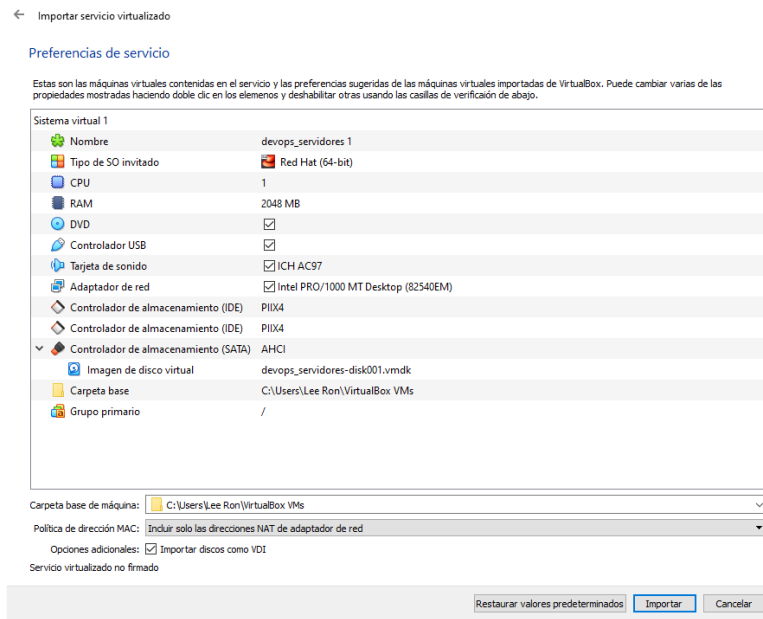 Importar servicio virtualizado
Preferencias de servicio
Estas son las máquinas virtuales contenidas en el servicio y las preferencias sugeridas de las máquinas virtuales importadas de VirtualBox. Puede cambiar varias de las
propiedades mostradas haciendo doble clic en los elemenos y deshabilitar otras usando las casillas de verificaión de abajo.
Sistema virtual 1
Nombre devops_servidores 1
Tipo de SO invitado Red Hat (64-bit)
CPU 1
RAM 2048 MB
DVD
Controlador USB
Tarjeta de sonido ICH AC97
Adaptador de red Intel PRO/1000 MT Desktop (82540EM)
Controlador de almacenamiento (IDE) PIIX4
Controlador de almacenamiento (IDE) PIIX4
Controlador de almacenamiento (SATA) AHCI
Imagen de disco virtual devops_servidores-disk001.vmdk
Carpeta base C:\Users\Lee Ron\VirtualBox VMs
Grupo primario /
Carpeta base de máquina: C:\Users\Lee Ron\VirtualBox VMs
Política de dirección MAC: Incluir solo las direcciones NAT de adaptador de red
Opciones adicionales: Importar discos como VDI
Servicio virtualizado no firmado
Restaurar valores predeterminados Importar Cancelar